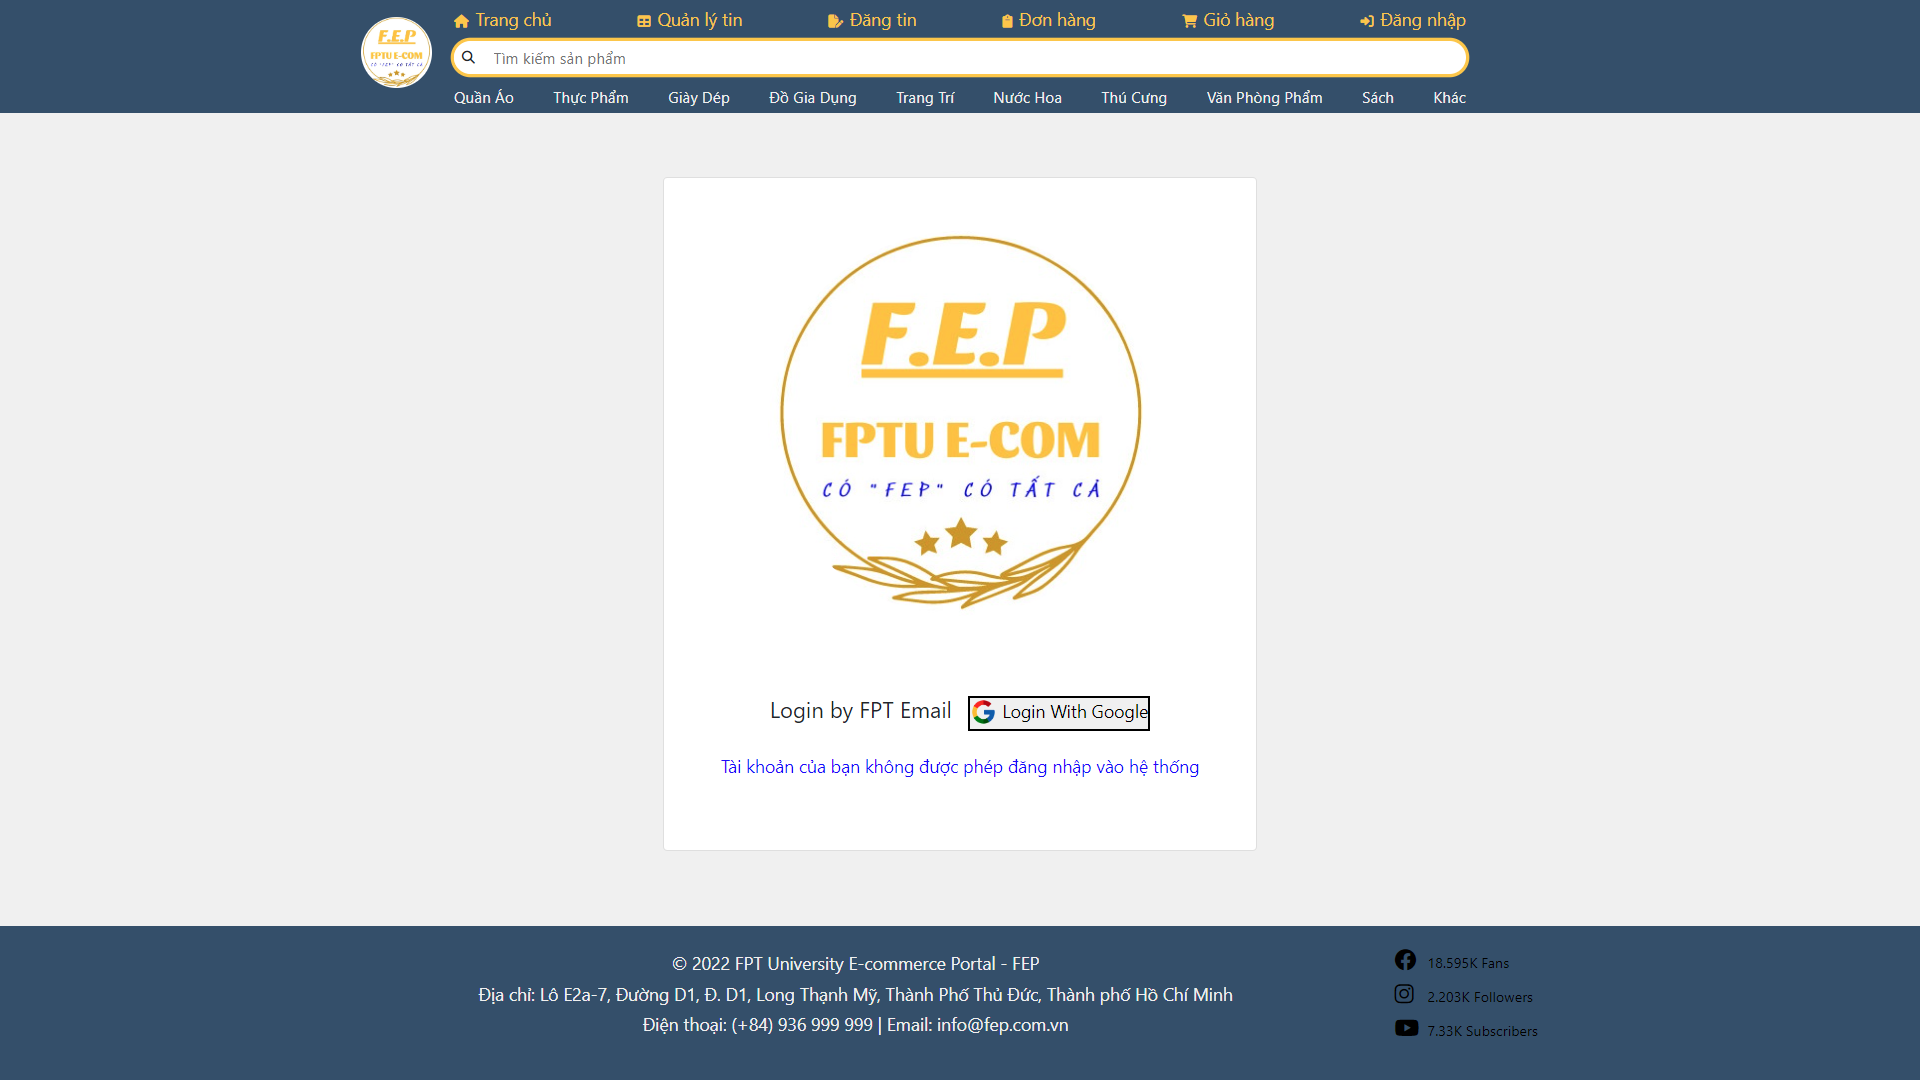 Trang chủ
Quản lý tin
Đăng tin
Đơn hàng
Giỏ hàng
Đăng nhập
F.E.P
FPTU E-COM
CÓ "FEP" CÓ TẤT CẢ
Tìm kiếm sản phẩm
Quần Áo
Thực Phẩm
Giày Dép
Đồ Gia Dụng
Trang Trí
Nước Hoa
Thú Cưng
Văn Phòng Phẩm
Sách
Khác
F.E.P
FPTU E-COM
CÓ "FEP" CÓ TẤT CẢ
Login by FPT Email
Login With Google
Tài khoản của bạn không được phép đăng nhập vào hệ thống
© 2022 FPT University E-commerce Portal - FEP
Địa chỉ: Lô E2a-7, Đường D1, Đ. D1, Long Thạnh Mỹ, Thành Phố Thủ Đức, Thành phố Hồ Chí Minh
Điện thoại: (+84) 936 999 999 | Email: info@fep.com.vn
18.595K Fans
2.203K Followers
7.33K Subscribers